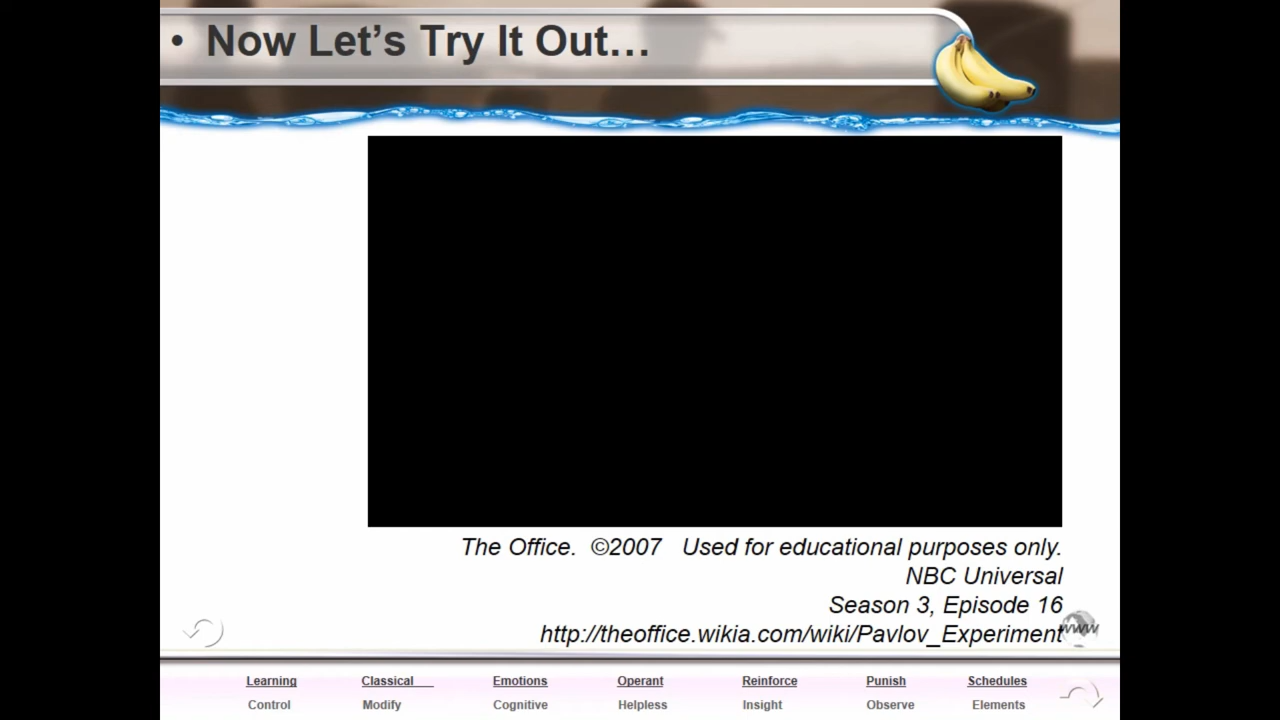 • Now Let's Try It Out…
The Office. ©2007 Used for educational purposes only.
NBC Universal
Season 3, Episode 16
http://theoffice.wikia.com/wiki/Pavlov_Experiment
www
Learning Classical Emotions Operant Reinforce Punish Schedules
Control Modify Cognitive Helpless Insight Observe Elements